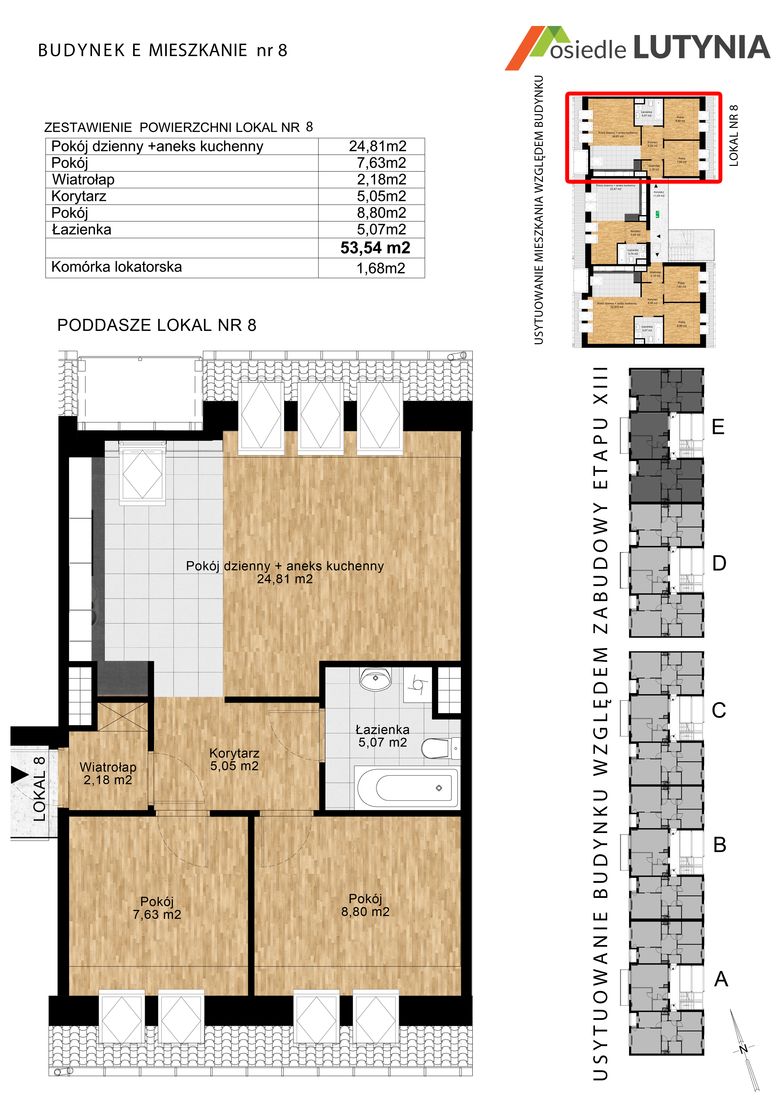 BUDYNEK E MIESZKANIE nr 8
osiedle LUTYNIA
ZESTAWIENIE POWIERZCHNI LOKAL NR 8
Pokój dzienny +aneks kuchenny 24,81m2
Pokój 7,63m2
Wiatrołap 2,18m2
Korytarz 5,05m2
Pokój 8,80m2
Łazienka 5,07m2
53,54 m2
Komórka lokatorska 1,68m2
USYTUOWANIE MIESZKANIA WZGLĘDEM BUDYNKU
LOKAL NR 8
PODDASZE LOKAL NR 8
Pokój dzienny + aneks kuchenny
24,81 m2
Łazienka
5,07 m2
Korytarz
5,05 m2
Wiatrołap
2,18 m2
LOKAL 8
Pokój
7,63 m2
Pokój
8,80 m2
USYTUOWANIE BUDYNKU WZGLĘDEM ZABUDOWY ETAPU XIII
E
D
C
B
A
N